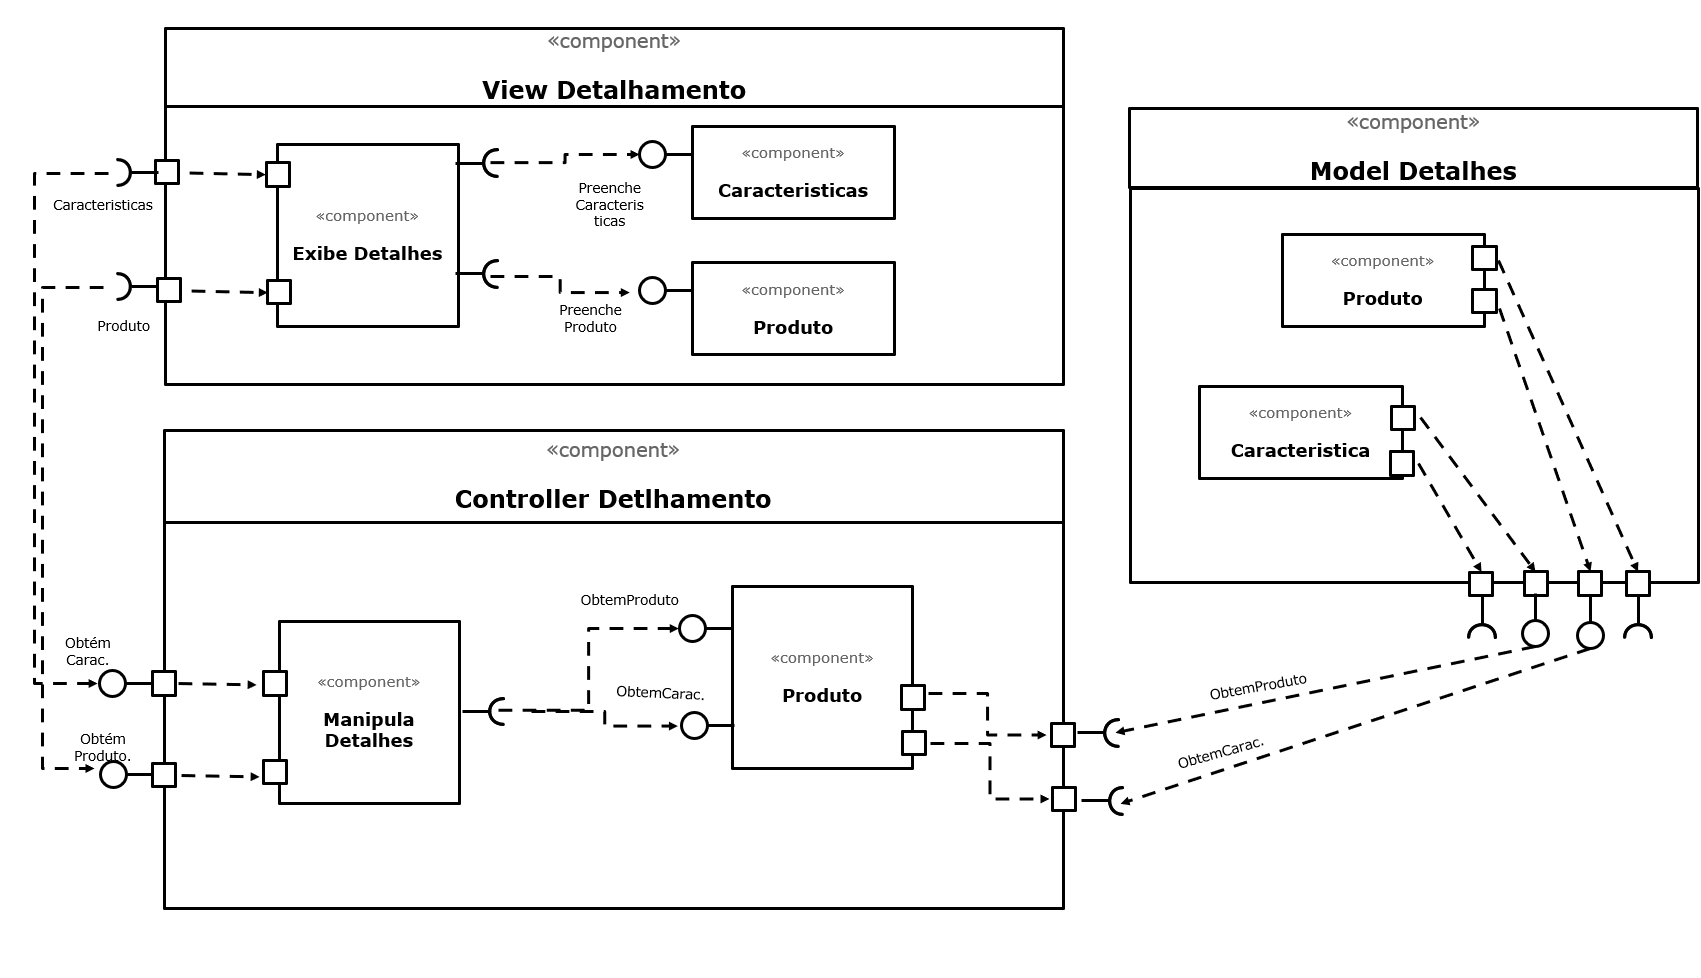 «component»
View Detalhamento
Caracteristicas
Produto
«component»
Exibe Detalhes
Preenche
Caracteris
ticas
Preenche
Produto
«component»
Caracteristicas
«component»
Produto
«component»
Model Detalhes
«component»
Produto
«component»
Caracteristica
«component»
Controller Detlhamento
Obtém
Carac.
Obtém
Produto.
«component»
Manipula
Detalhes
ObtemProduto
ObtemCarac.
«component»
Produto
ObtemProduto
ObtemCarac.